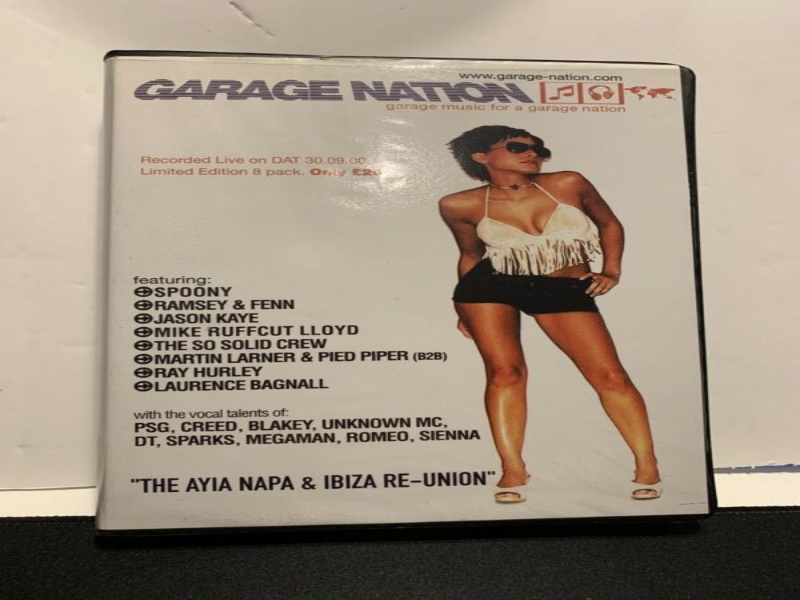 www.garage-nation.com
GARAGE NATION
garage music for a garage nation
Recorded Live on DAT 30.09.00.
Limited Edition 8 pack. Only
featuring:
SPOONY
RAMSEY & FENN
JASON KAYE
MIKE RUFFCUT LLOYD
THE SO SOLID CREW
MARTIN LARNER & PIED PIPER (B2B)
RAY HURLEY
LAURENCE BAGNALL
with the vocal talents of:
PSG, CREED, BLAKEY, UNKNOWN MC,
DT, SPARKS, MEGAMAN, ROMEO, SIENNA
"THE AYIA NAPA & IBIZA RE-UNION"